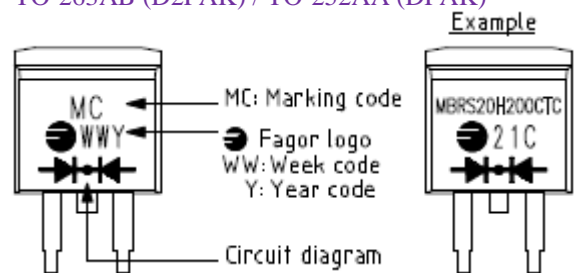 TO-263AB (D2PAK) / TO-252AA (DPAK)
Example
MC
WWY
MC: Marking code
Fagor logo
WW: Week code
Y: Year code
Circuit diagram
MBRS20H200CTC
21C